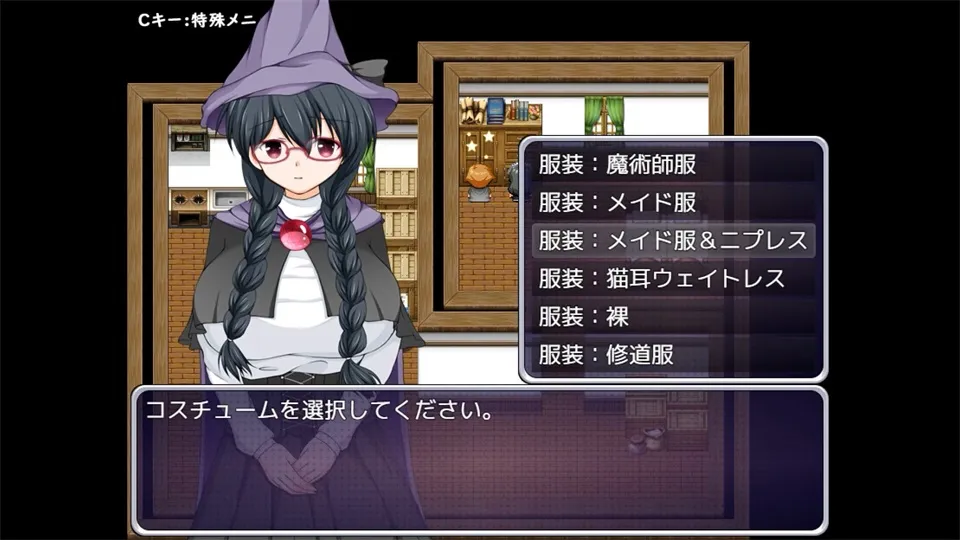 Cキー:特殊メニ
服装：魔術師服
服装：メイド服
服装：メイド服＆ニプレス
服装：猫耳ウェイトレス
服装：裸
服装：修道服
コスチュームを選択してください。